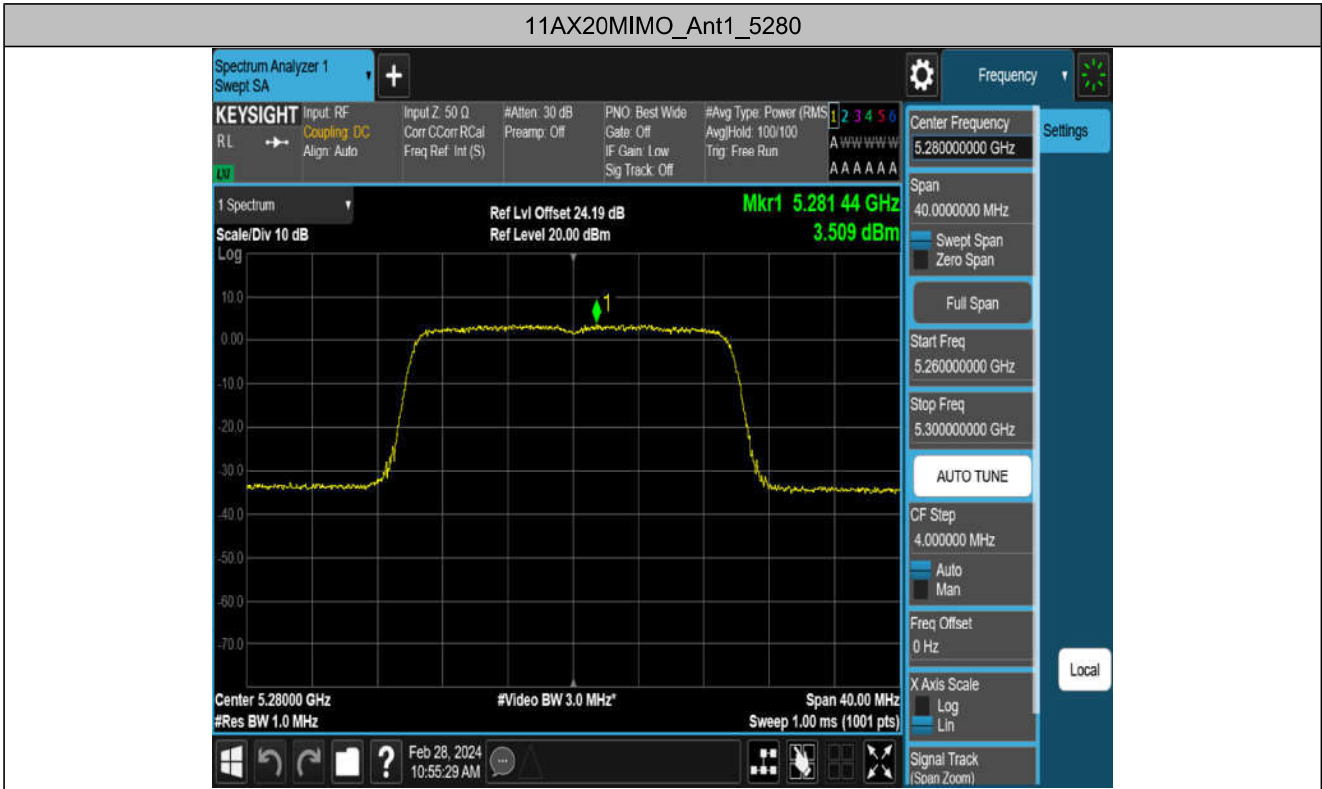 11AX20MIMO_Ant1_5280
Spectrum Analyzer 1
Swept SA
+
Frequency
KEYSIGHT
RL
LXI
Input: RF
Coupling: DC
Align: Auto
Input Z: 50 Ω
Corr CCorr RCal
Freq Ref: Int (S)
#Atten: 30 dB
Preamp: Off
PNO: Best Wide
Gate: Off
IF Gain: Low
Sig Track: Off
#Avg Type: Power (RMS
Avg|Hold: 100/100
Trig: Free Run
1 2 3 4 5 6
A W W W W W
A A A A A A
Center Frequency
5.280000000 GHz
Settings
1 Spectrum
Scale/Div 10 dB
Log
Ref Lvl Offset 24.19 dB
Ref Level 20.00 dBm
Mkr1 5.281 44 GHz
3.509 dBm
1
10.0
0.00
-10.0
-20.0
-30.0
-40.0
-50.0
-60.0
-70.0
Center 5.28000 GHz
#Res BW 1.0 MHz
#Video BW 3.0 MHz*
Span 40.00 MHz
Sweep 1.00 ms (1001 pts)
Span
40.0000000 MHz
Swept Span
Zero Span
Full Span
Start Freq
5.260000000 GHz
Stop Freq
5.300000000 GHz
AUTO TUNE
CF Step
4.000000 MHz
Auto
Man
Freq Offset
0 Hz
X Axis Scale
Log
Lin
Local
Signal Track
(Span Zoom)
?
Feb 28, 2024
10:55:29 AM